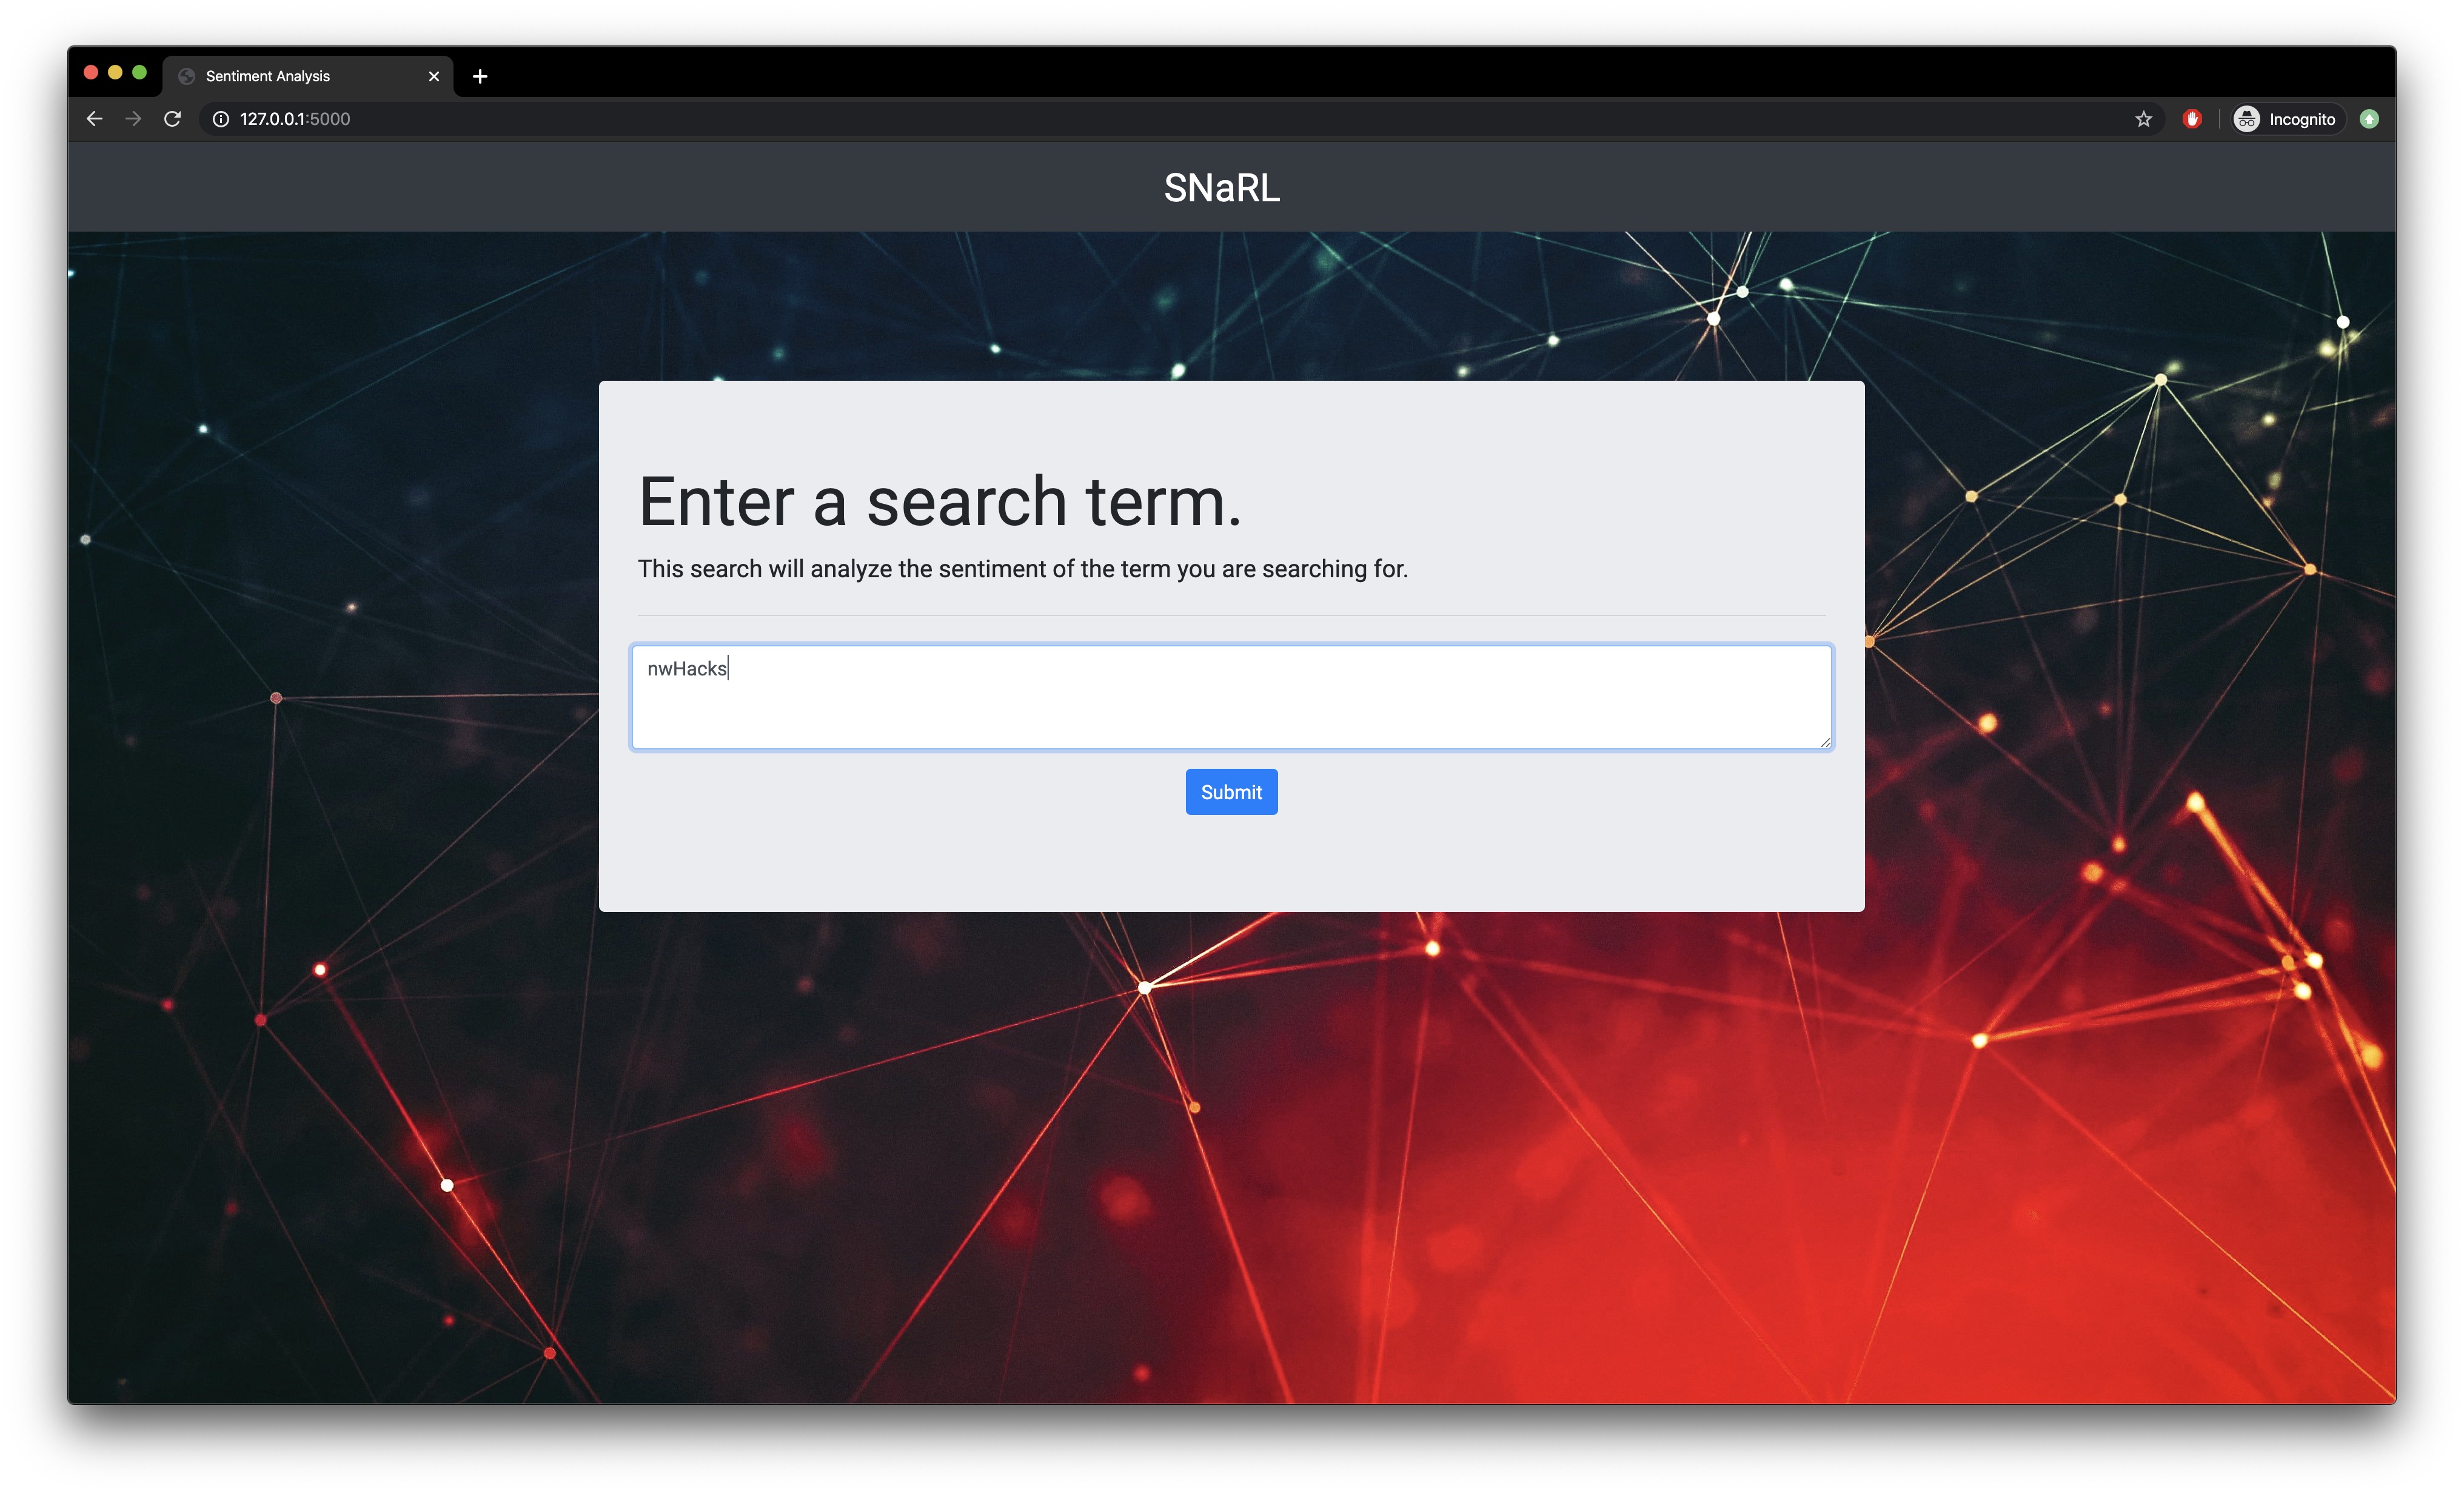 Sentiment Analysis
127.0.0.1:5000
Incognito
SNaRL
Enter a search term.
This search will analyze the sentiment of the term you are searching for.
nwHacks
Submit